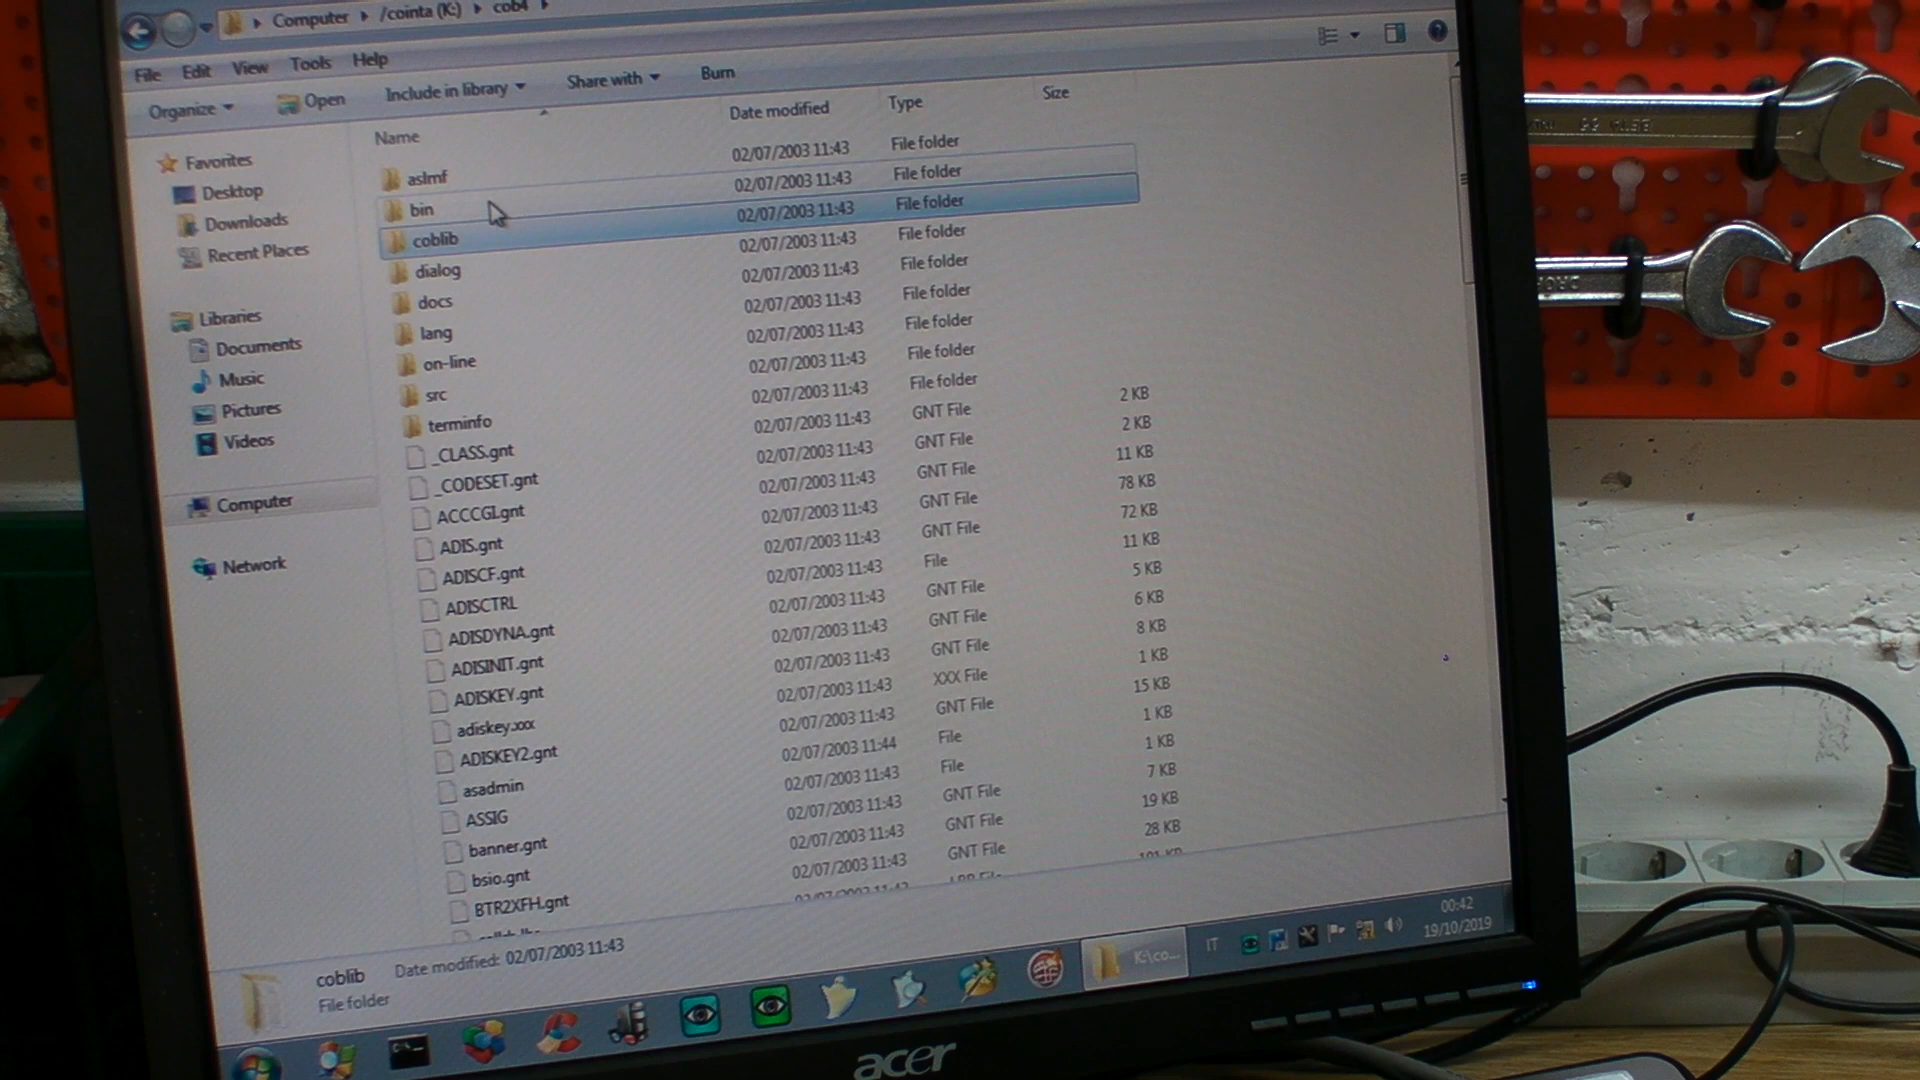 Computer /cointa (K:) cob4
File Edit View Tools Help
Organize Open Include in library Share with Burn
Name Date modified Type Size
Favorites
Desktop
Downloads
Recent Places
Libraries
Documents
Music
Pictures
Videos
Computer
Network
aslmf 02/07/2003 11:43 File folder
bin 02/07/2003 11:43 File folder
coblib 02/07/2003 11:43 File folder
dialog 02/07/2003 11:43 File folder
docs 02/07/2003 11:43 File folder
lang 02/07/2003 11:43 File folder
on-line 02/07/2003 11:43 File folder
src 02/07/2003 11:43 File folder
terminfo 02/07/2003 11:43 File folder
_CLASS.gnt 02/07/2003 11:43 GNT File 2 KB
_CODESET.gnt 02/07/2003 11:43 GNT File 2 KB
ACCCGI.gnt 02/07/2003 11:43 GNT File 11 KB
ADIS.gnt 02/07/2003 11:43 GNT File 78 KB
ADISCF.gnt 02/07/2003 11:43 GNT File 72 KB
ADISCTRL 02/07/2003 11:43 File 11 KB
ADISDYNA.gnt 02/07/2003 11:43 GNT File 5 KB
ADISINIT.gnt 02/07/2003 11:43 GNT File 6 KB
ADISKEY.gnt 02/07/2003 11:43 GNT File 8 KB
adiskey.xxx 02/07/2003 11:43 XXX File 1 KB
ADISKEY2.gnt 02/07/2003 11:43 GNT File 15 KB
asadmin 02/07/2003 11:44 File 1 KB
ASSIG 02/07/2003 11:43 File 1 KB
banner.gnt 02/07/2003 11:43 GNT File 7 KB
bsio.gnt 02/07/2003 11:43 GNT File 19 KB
BTR2XFH.gnt 02/07/2003 11:43 GNT File 28 KB
coblib Date modified: 02/07/2003 11:43
File folder
K:\co...
IT
00:42
19/10/2019
acer